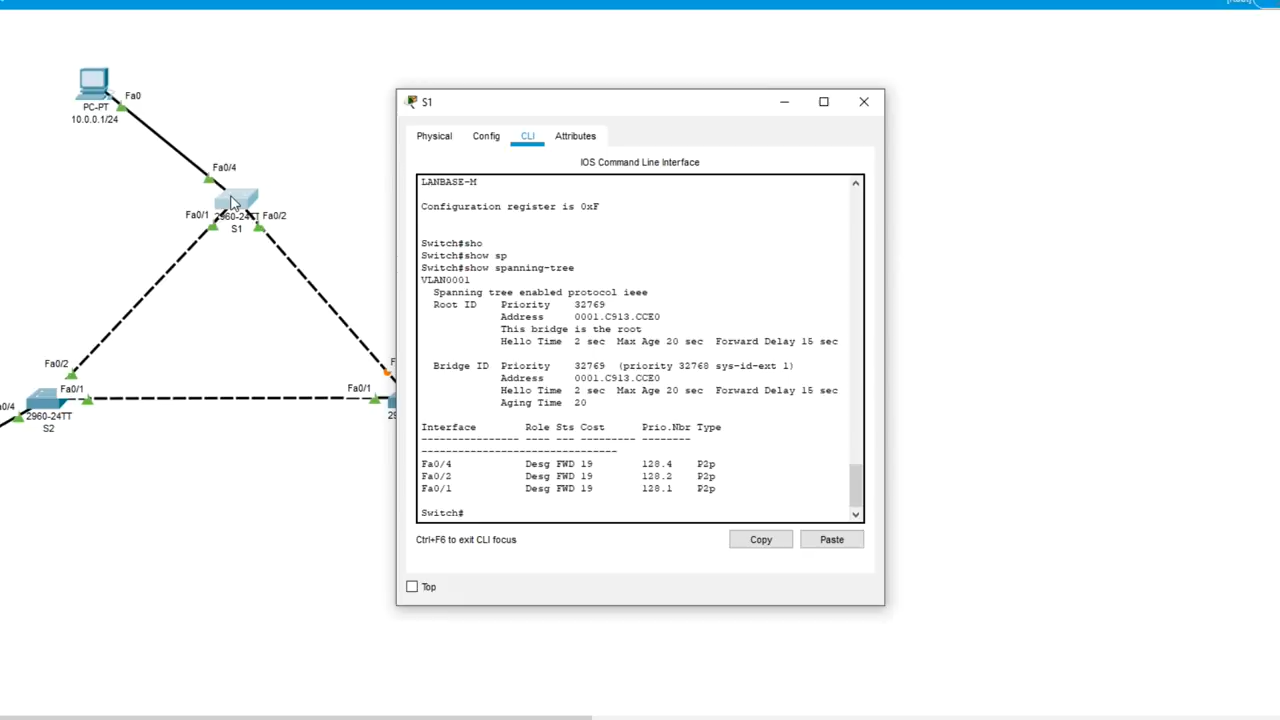 Fa0
PC-PT
10.0.0.1/24
Fa0/4
Fa0/1
2960-24TT
Fa0/2
S1
Fa0/2
Fa0/1
2960-24TT
S2
Fa0/1
S1
Physical Config CLI Attributes
IOS Command Line Interface
LANBASE-M
Configuration register is 0xF
Switch#sho
Switch#show sp
Switch#show spanning-tree
VLAN0001
Spanning tree enabled protocol ieee
Root ID Priority 32769
Address 0001.C913.CCE0
This bridge is the root
Hello Time 2 sec Max Age 20 sec Forward Delay 15 sec
Bridge ID Priority 32769 (priority 32768 sys-id-ext 1)
Address 0001.C913.CCE0
Hello Time 2 sec Max Age 20 sec Forward Delay 15 sec
Aging Time 20
Interface Role Sts Cost Prio.Nbr Type
---------------- ---- --- --------- -------- 
--------------------------------
Fa0/4 Desg FWD 19 128.4 P2p
Fa0/2 Desg FWD 19 128.2 P2p
Fa0/1 Desg FWD 19 128.1 P2p
Switch#
Ctrl+F6 to exit CLI focus
Copy Paste
Top